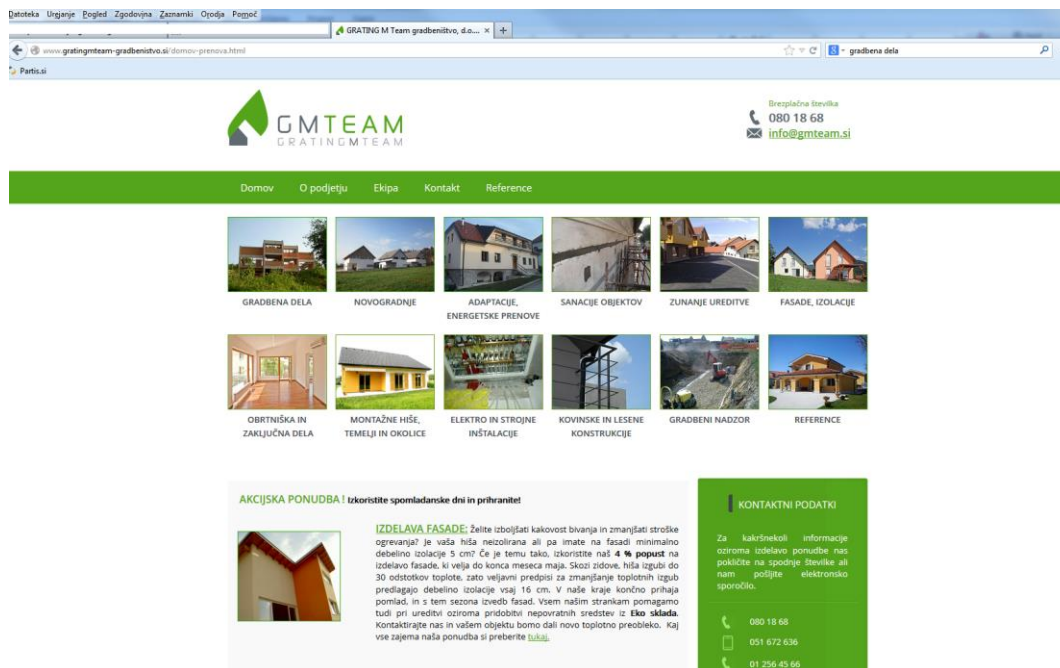 Datoteka Urejanje Pogled Zgodovina Zaznamki Orodja Pomoč
GRATING M Team gradbeništvo, d.o.... × +
www.gratingmteam-gradbenistvo.si/domov-prenova.html
gradbena dela
Partis.si
GMTEAM
GRATINGMTEAM
Brezplačna številka
080 18 68
info@gmteam.si
Domov O podjetju Ekipa Kontakt Reference
GRADBENA DELA
NOVOGRADNJE
ADAPTACIJE,
ENERGETSKE PRENOVE
SANACIJE OBJEKTOV
ZUNANJE UREDITVE
FASADE, IZOLACIJE
OBRTNIŠKA IN
ZAKLJUČNA DELA
MONTAŽNE HIŠE,
TEMELJI IN OKOLICE
ELEKTRO IN STROJNE
INŠTALACIJE
KOVINSKE IN LESENE
KONSTRUKCIJE
GRADBENI NADZOR
REFERENCE
AKCIJSKA PONUDBA ! Izkoristite spomladanske dni in prihranite!
IZDELAVA FASADE: Želite izboljšati kakovost bivanja in zmanjšati stroške
ogrevanja? Je vaša hiša neizolirana ali pa imate na fasadi minimalno
debelino izolacije 5 cm? Če je temu tako, izkoristite naš 4 % popust na
izdelavo fasade, ki velja do konca meseca maja. Skozi zidove, hiša izgubi do
30 odstotkov toplote, zato veljavni predpisi za zmanjšanje toplotnih izgub
predlagajo debelino izolacije vsaj 16 cm. V naše kraje končno prihaja
pomlad, in s tem sezona izvedb fasad. Vsem našim strankam pomagamo
tudi pri ureditvi oziroma pridobitvi nepovratnih sredstev iz Eko sklada.
Kontaktirajte nas in vašem objektu bomo dali novo toplotno preobleko. Kaj
vse zajema naša ponudba si preberite tukaj.
KONTAKTNI PODATKI
Za kakršnekoli informacije
oziroma izdelavo ponudbe nas
pokličite na spodnje številke ali
nam pošljite elektronsko
sporočilo.
080 18 68
051 672 636
01 256 45 66